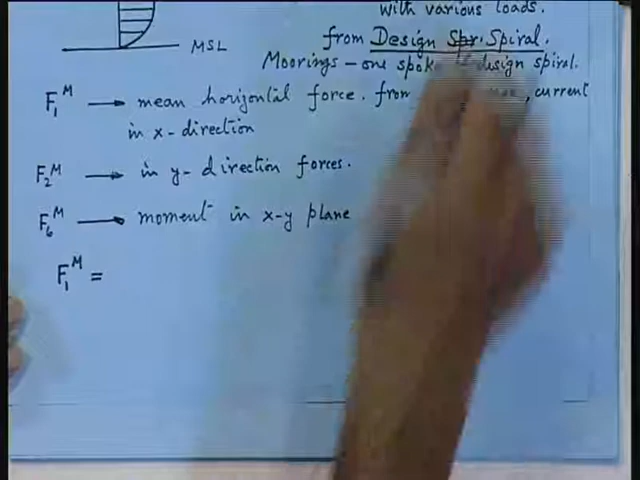 with various loads.
from Design Spiral.
MSL
Moorings – one spoke design spiral.
F₁ᴹ → mean horizontal force. from , current
in x-direction
F₂ᴹ → in y-direction forces.
F₆ᴹ → moment in x-y plane
F₁ᴹ =